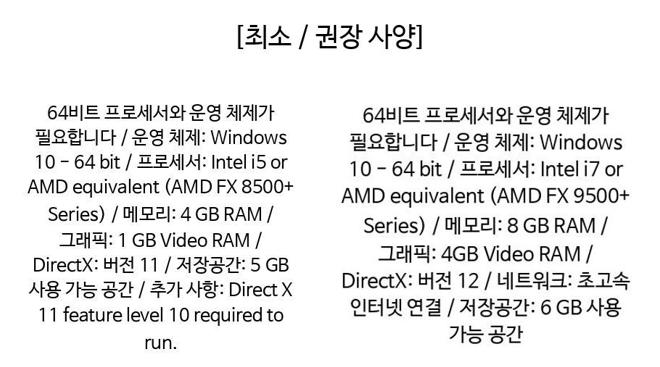 [최소 / 권장 사양]
64비트 프로세서와 운영 체제가
필요합니다 / 운영 체제: Windows
10 – 64 bit / 프로세서: Intel i5 or
AMD equivalent (AMD FX 8500+
Series) / 메모리: 4 GB RAM /
그래픽: 1 GB Video RAM /
DirectX: 버전 11 / 저장공간: 5 GB
사용 가능 공간 / 추가 사항: Direct X
11 feature level 10 required to
run.
64비트 프로세서와 운영 체제가
필요합니다 / 운영 체제: Windows
10 – 64 bit / 프로세서: Intel i7 or
AMD equivalent (AMD FX 9500+
Series) / 메모리: 8 GB RAM /
그래픽: 4GB Video RAM /
DirectX: 버전 12 / 네트워크: 초고속
인터넷 연결 / 저장공간: 6 GB 사용
가능 공간